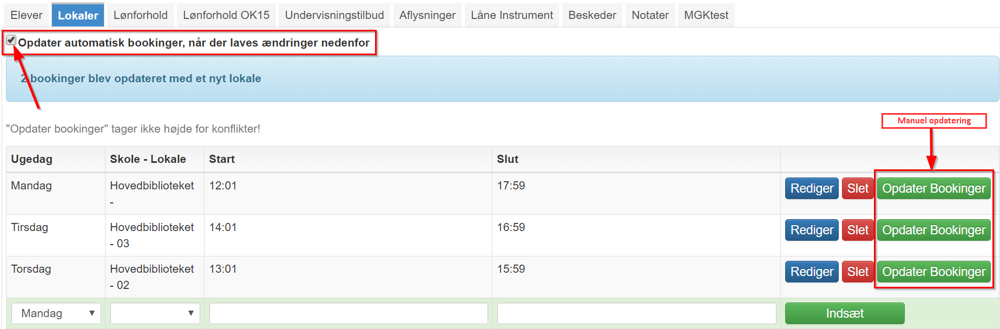 Elever Lokaler Lønforhold Lønforhold OK15 Undervisningstilbud Aflysninger Låne Instrument Beskeder Notater MGKtest
Opdater automatisk bookinger, når der laves ændringer nedenfor
2 bookinger blev opdateret med et nyt lokale
Manuel opdatering
"Opdater bookinger" tager ikke højde for konflikter!
Ugedag Skole - Lokale Start Slut
Mandag Hovedbiblioteket 12:01 17:59 Rediger Slet Opdater Bookinger
-
Tirsdag Hovedbiblioteket 14:01 16:59 Rediger Slet Opdater Bookinger
- 03
Torsdag Hovedbiblioteket 13:01 15:59 Rediger Slet Opdater Bookinger
- 02
Mandag Indsæt